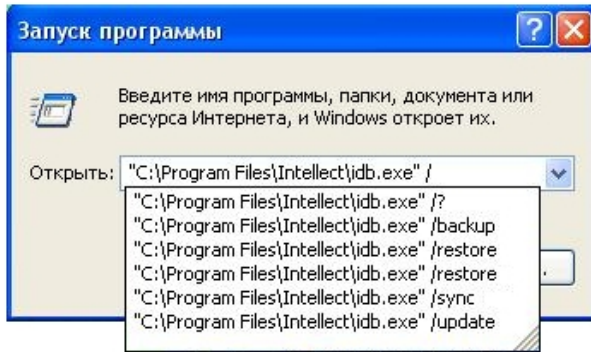 Запуск программы
Введите имя программы, папки, документа или
ресурса Интернета, и Windows откроет их.
Открыть: "C:\Program Files\Intellect\idb.exe" /
"C:\Program Files\Intellect\idb.exe" /?
"C:\Program Files\Intellect\idb.exe" /backup
"C:\Program Files\Intellect\idb.exe" /restore
"C:\Program Files\Intellect\idb.exe" /restore
"C:\Program Files\Intellect\idb.exe" /sync
"C:\Program Files\Intellect\idb.exe" /update